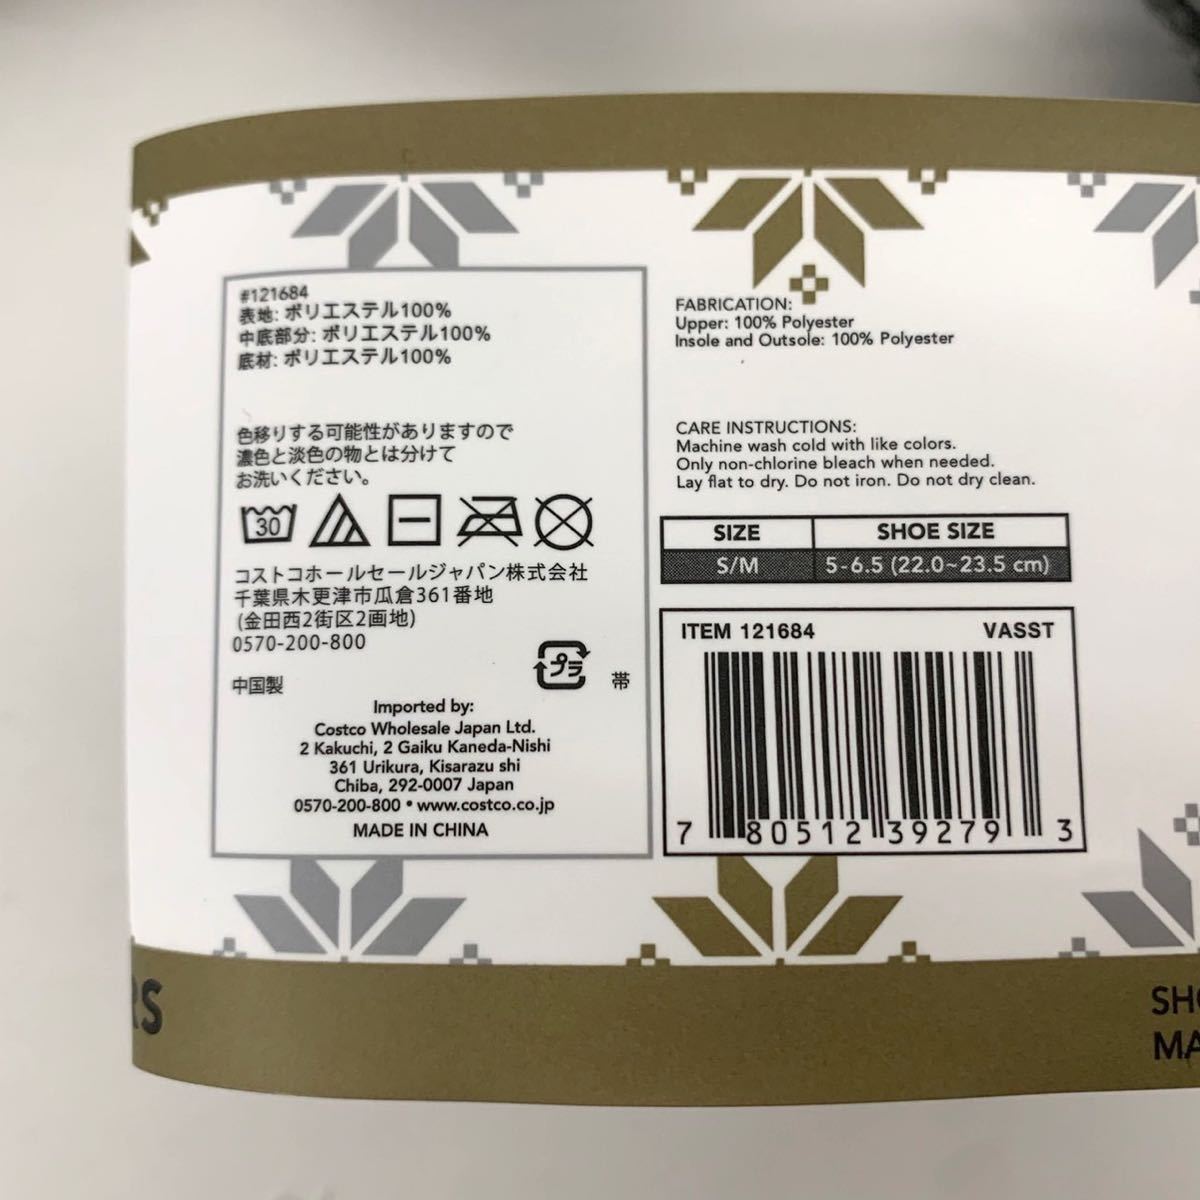 #121684
表地: ポリエステル100%
中底部分: ポリエステル100%
底材: ポリエステル100%
色移りする可能性がありますので
濃色と淡色の物とは分けて
お洗いください。
30
コストコホールセールジャパン株式会社
千葉県木更津市瓜倉361番地
(金田西2街区2画地)
0570-200-800
プラ
帯
中国製
Imported by:
Costco Wholesale Japan Ltd.
2 Kakuchi, 2 Gaiku Kaneda-Nishi
361 Urikura, Kisarazu shi
Chiba, 292-0007 Japan
0570-200-800 • www.costco.co.jp
MADE IN CHINA
FABRICATION:
Upper: 100% Polyester
Insole and Outsole: 100% Polyester
CARE INSTRUCTIONS:
Machine wash cold with like colors.
Only non-chlorine bleach when needed.
Lay flat to dry. Do not iron. Do not dry clean.
SIZE SHOE SIZE
S/M 5-6.5 (22.0~23.5 cm)
ITEM 121684 VASST
7 80512 39279 3
RS
SH
MA